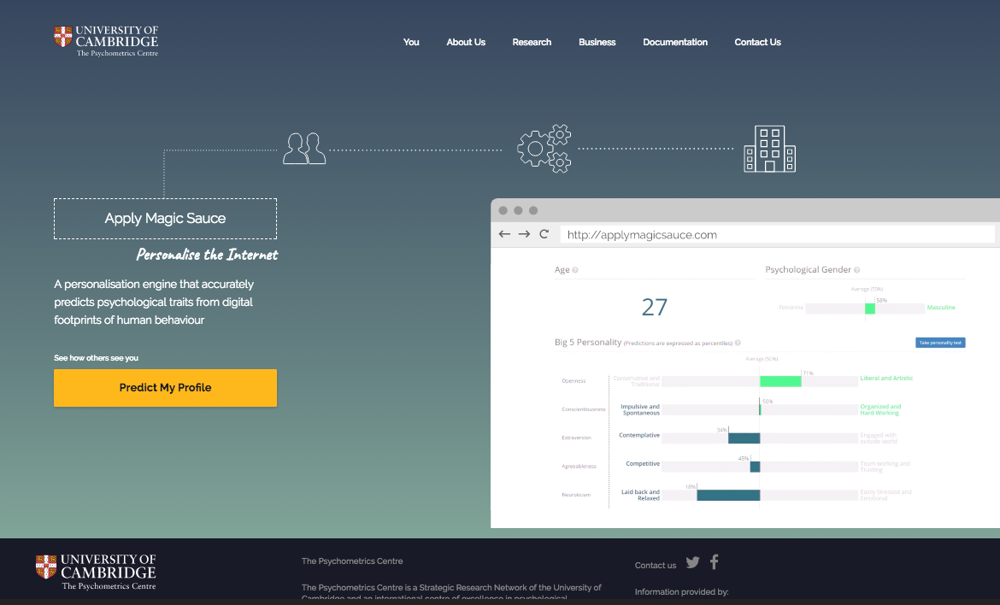 UNIVERSITY OF
CAMBRIDGE
The Psychometrics Centre
You About Us Research Business Documentation Contact Us
Apply Magic Sauce
Personalise the Internet
A personalisation engine that accurately
predicts psychological traits from digital
footprints of human behaviour
See how others see you
Predict My Profile
http://applymagicsauce.com
Age
Psychological Gender
27
Average (50%)
58%
Feminine
Masculine
Big 5 Personality (Predictions are expressed as percentiles)
Take personality test
Average (50%)
71%
Openness
Conservative and
Traditional
Liberal and Artistic
50%
Conscientiousness
Impulsive and
Spontaneous
Organized and
Hard Working
34%
Extraversion
Contemplative
Engaged with
outside world
45%
Agreeableness
Competitive
Team working and
Trusting
18%
Neuroticism
Laid back and
Relaxed
Easily Stressed and
Emotional
UNIVERSITY OF
CAMBRIDGE
The Psychometrics Centre
The Psychometrics Centre
The Psychometrics Centre is a Strategic Research Network of the University of
Cambridge and an international centre of excellence in psychological
Contact us
Information provided by: